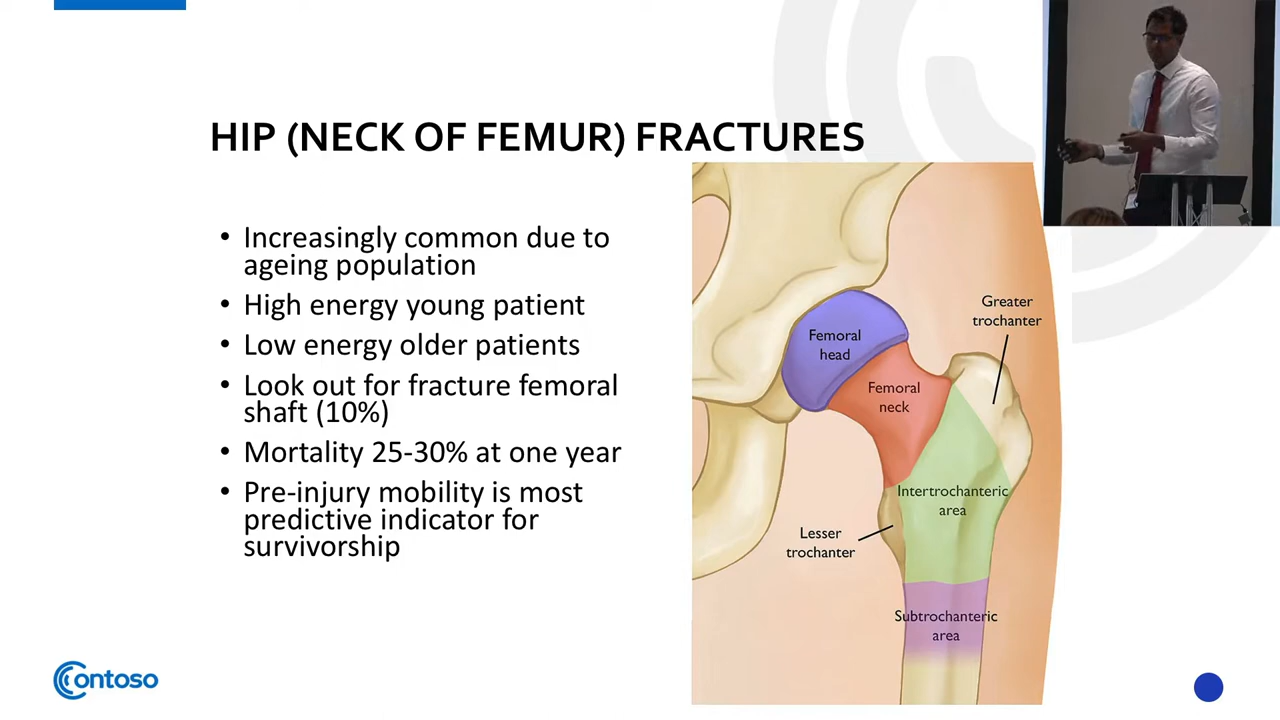 HIP (NECK OF FEMUR) FRACTURES
• Increasingly common due to
ageing population
• High energy young patient
• Low energy older patients
• Look out for fracture femoral
shaft (10%)
• Mortality 25-30% at one year
• Pre-injury mobility is most
predictive indicator for
survivorship
Greater
trochanter
Femoral
head
Femoral
neck
Intertrochanteric
area
Lesser
trochanter
Subtrochanteric
area
Contoso